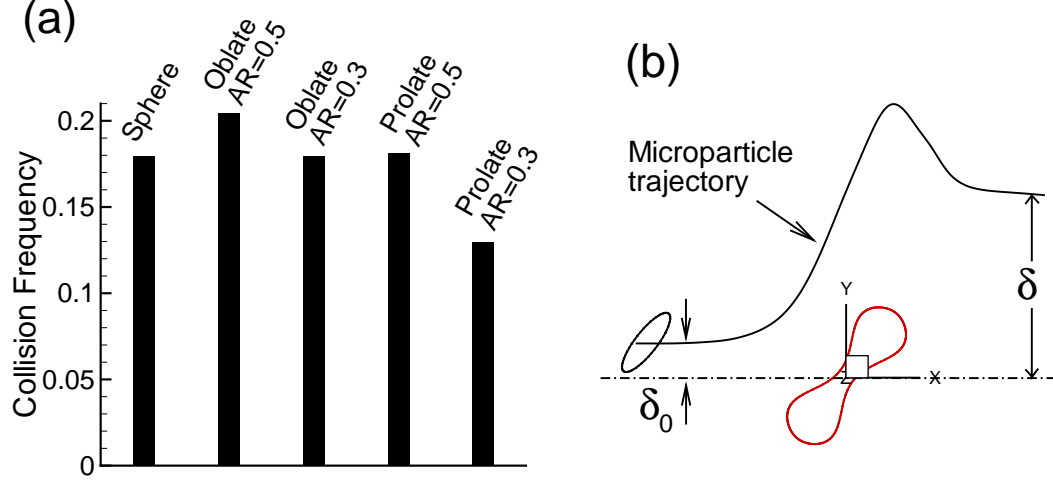 (a)
Collision Frequency
0.2
0.15
0.1
0.05
0
Sphere
Oblate
AR=0.5
Oblate
AR=0.3
Prolate
AR=0.5
Prolate
AR=0.3
(b)
Microparticle
trajectory
Y
X
Z
δ
δ₀